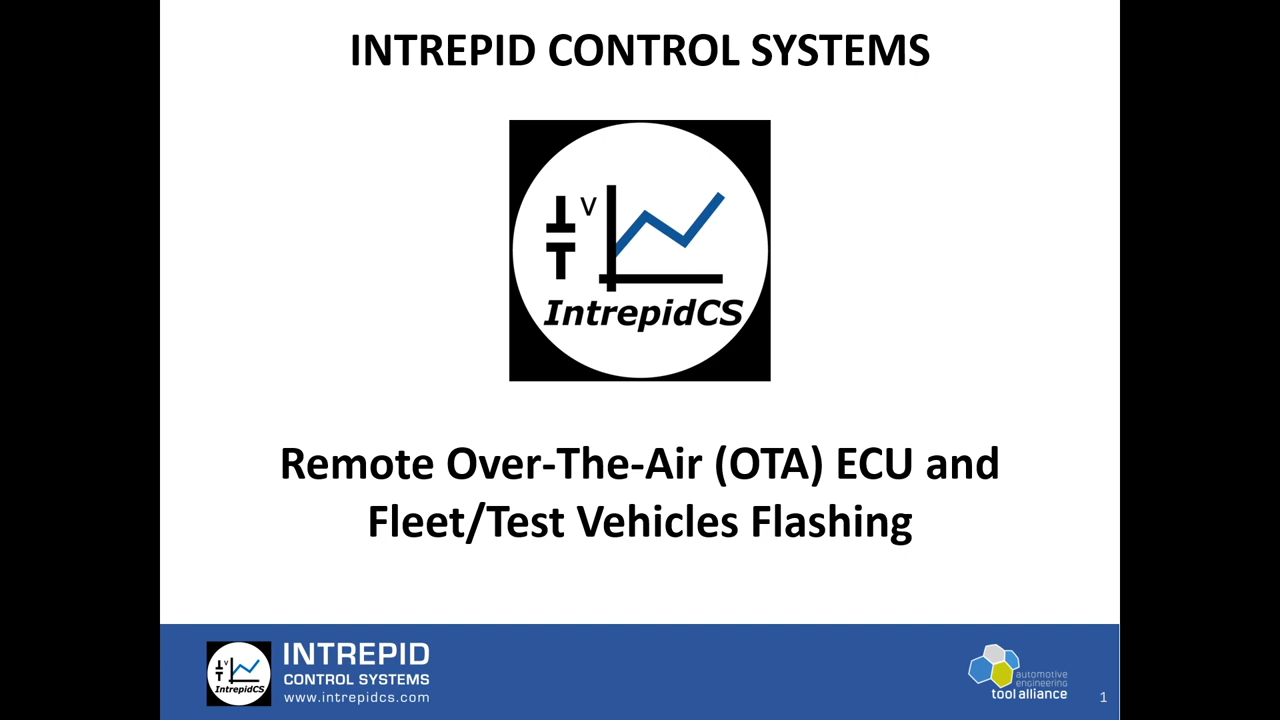 INTREPID CONTROL SYSTEMS
V
IntrepidCS
Remote Over-The-Air (OTA) ECU and
Fleet/Test Vehicles Flashing
V
IntrepidCS
INTREPID
CONTROL SYSTEMS
www.intrepidcs.com
automotive
engineering
tool alliance
1